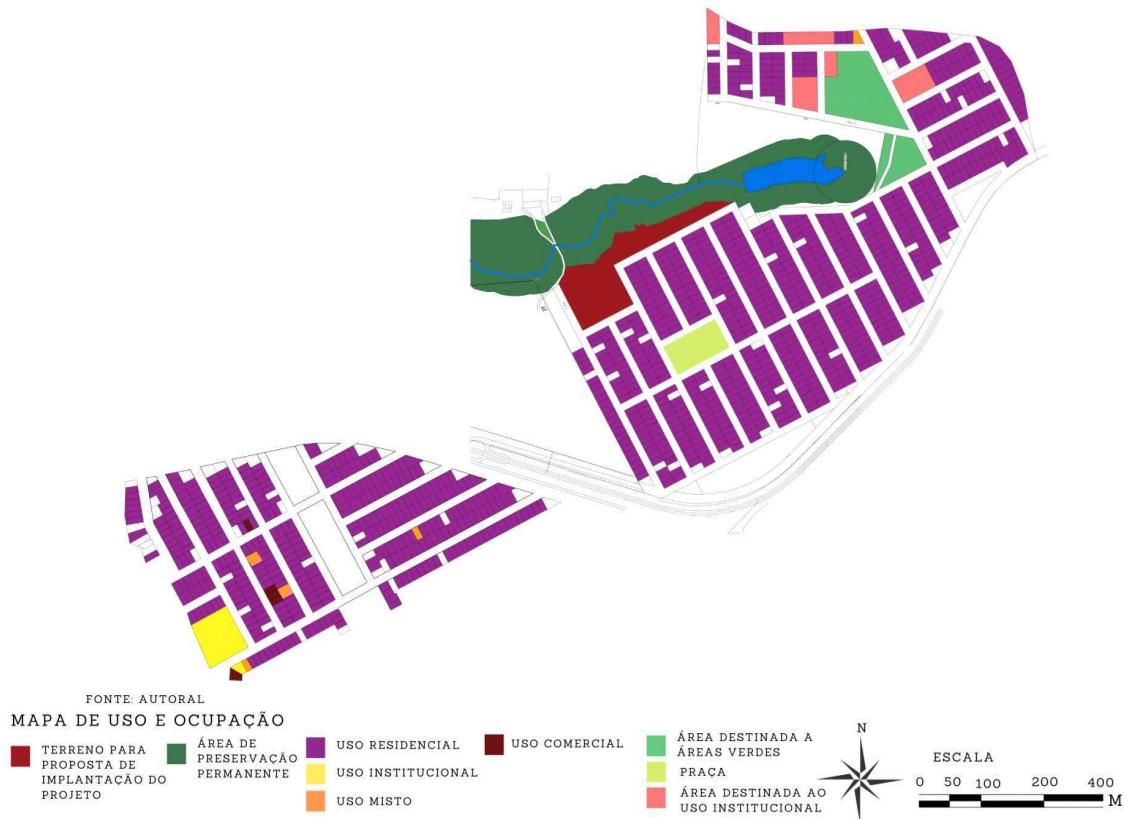 FONTE: AUTORAL
MAPA DE USO E OCUPAÇÃO
TERRENO PARA
PROPOSTA DE
IMPLANTAÇÃO DO
PROJETO
ÁREA DE
PRESERVAÇÃO
PERMANENTE
USO RESIDENCIAL
USO INSTITUCIONAL
USO MISTO
USO COMERCIAL
ÁREA DESTINADA A
ÁREAS VERDES
PRAÇA
ÁREA DESTINADA AO
USO INSTITUCIONAL
N
ESCALA
0 50 100 200 400
M